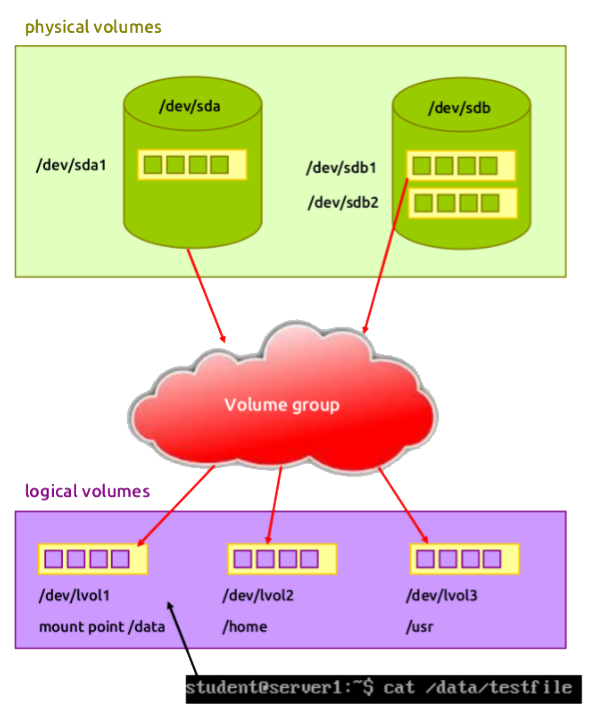 physical volumes
/dev/sda
/dev/sdb
/dev/sda1
/dev/sdb1
/dev/sdb2
Volume group
logical volumes
/dev/lvol1
/dev/lvol2
/dev/lvol3
mount point /data
/home
/usr
student@server1:~$ cat /data/testfile